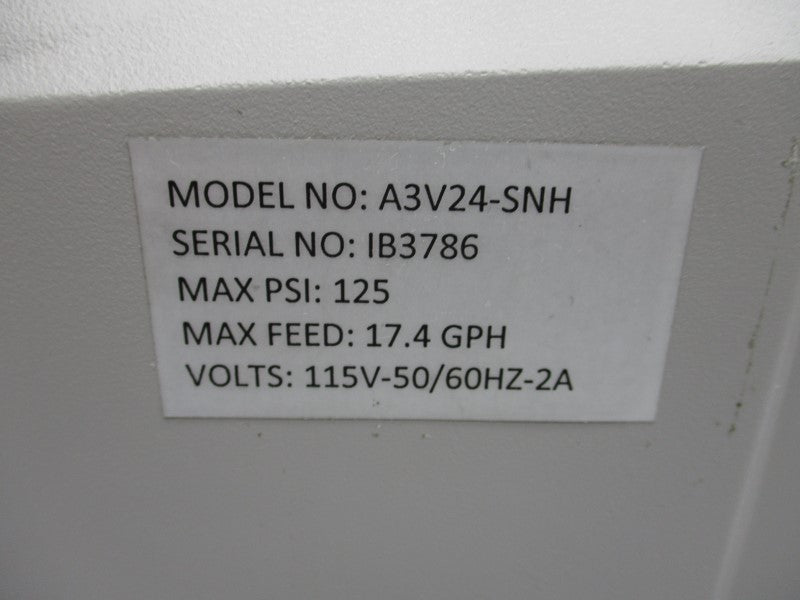 MODEL NO: A3V24-SNH
SERIAL NO: IB3786
MAX PSI: 125
MAX FEED: 17.4 GPH
VOLTS: 115V-50/60HZ-2A